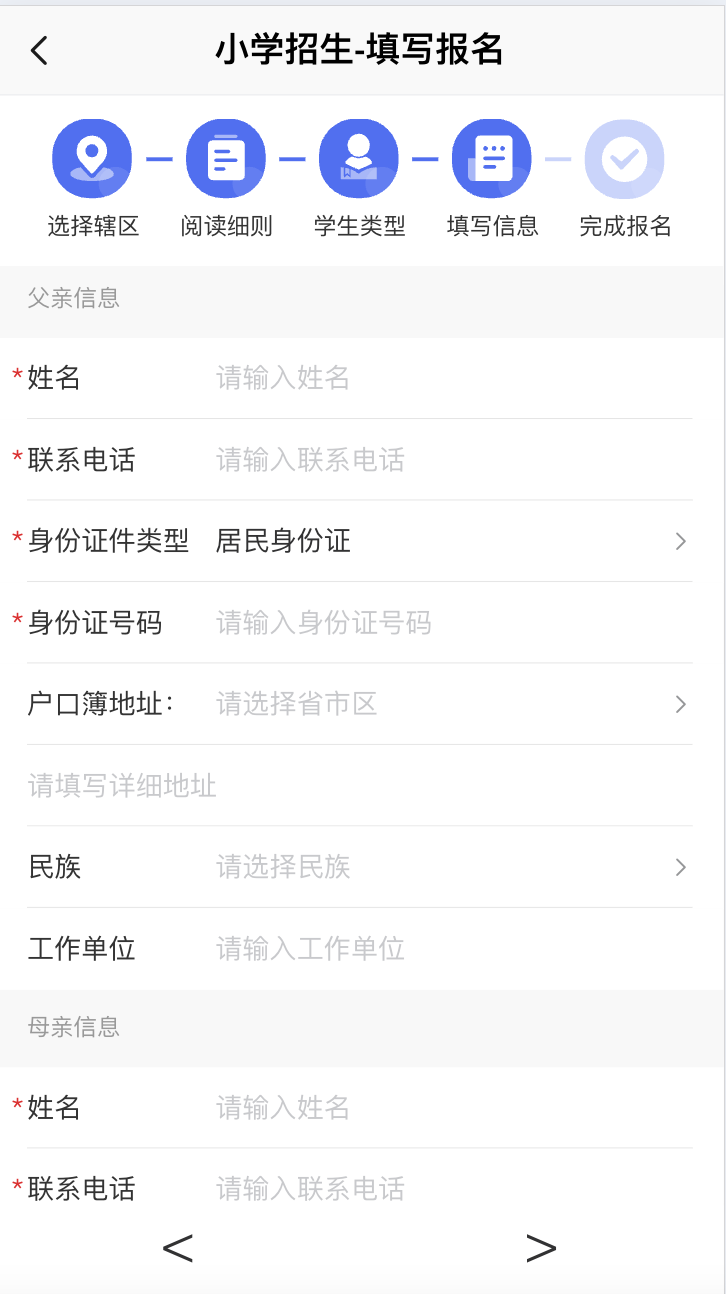 小学招生-填写报名
选择辖区 阅读细则 学生类型 填写信息 完成报名
父亲信息
*姓名 请输入姓名
*联系电话 请输入联系电话
*身份证件类型 居民身份证
*身份证号码 请输入身份证号码
户口簿地址： 请选择省市区
请填写详细地址
民族 请选择民族
工作单位 请输入工作单位
母亲信息
*姓名 请输入姓名
*联系电话 请输入联系电话